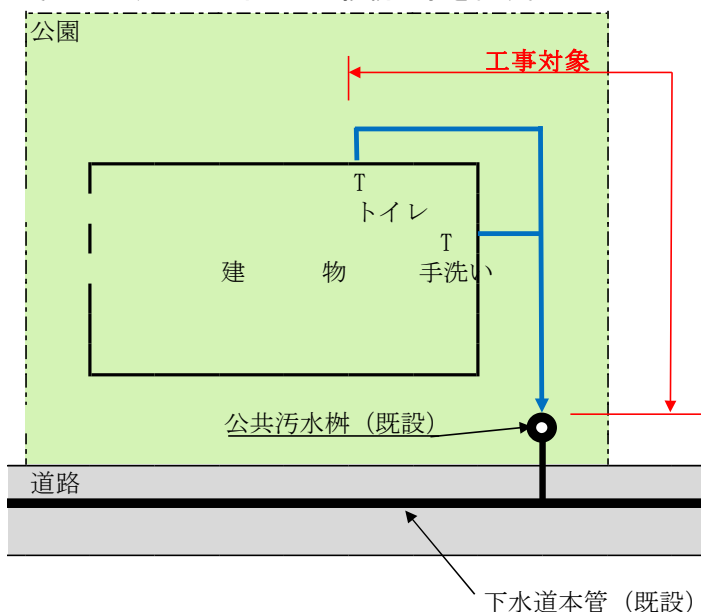 公園
工事対象
T
トイレ
T
建 物 手洗い
公共汚水桝（既設）
道路
下水道本管（既設）